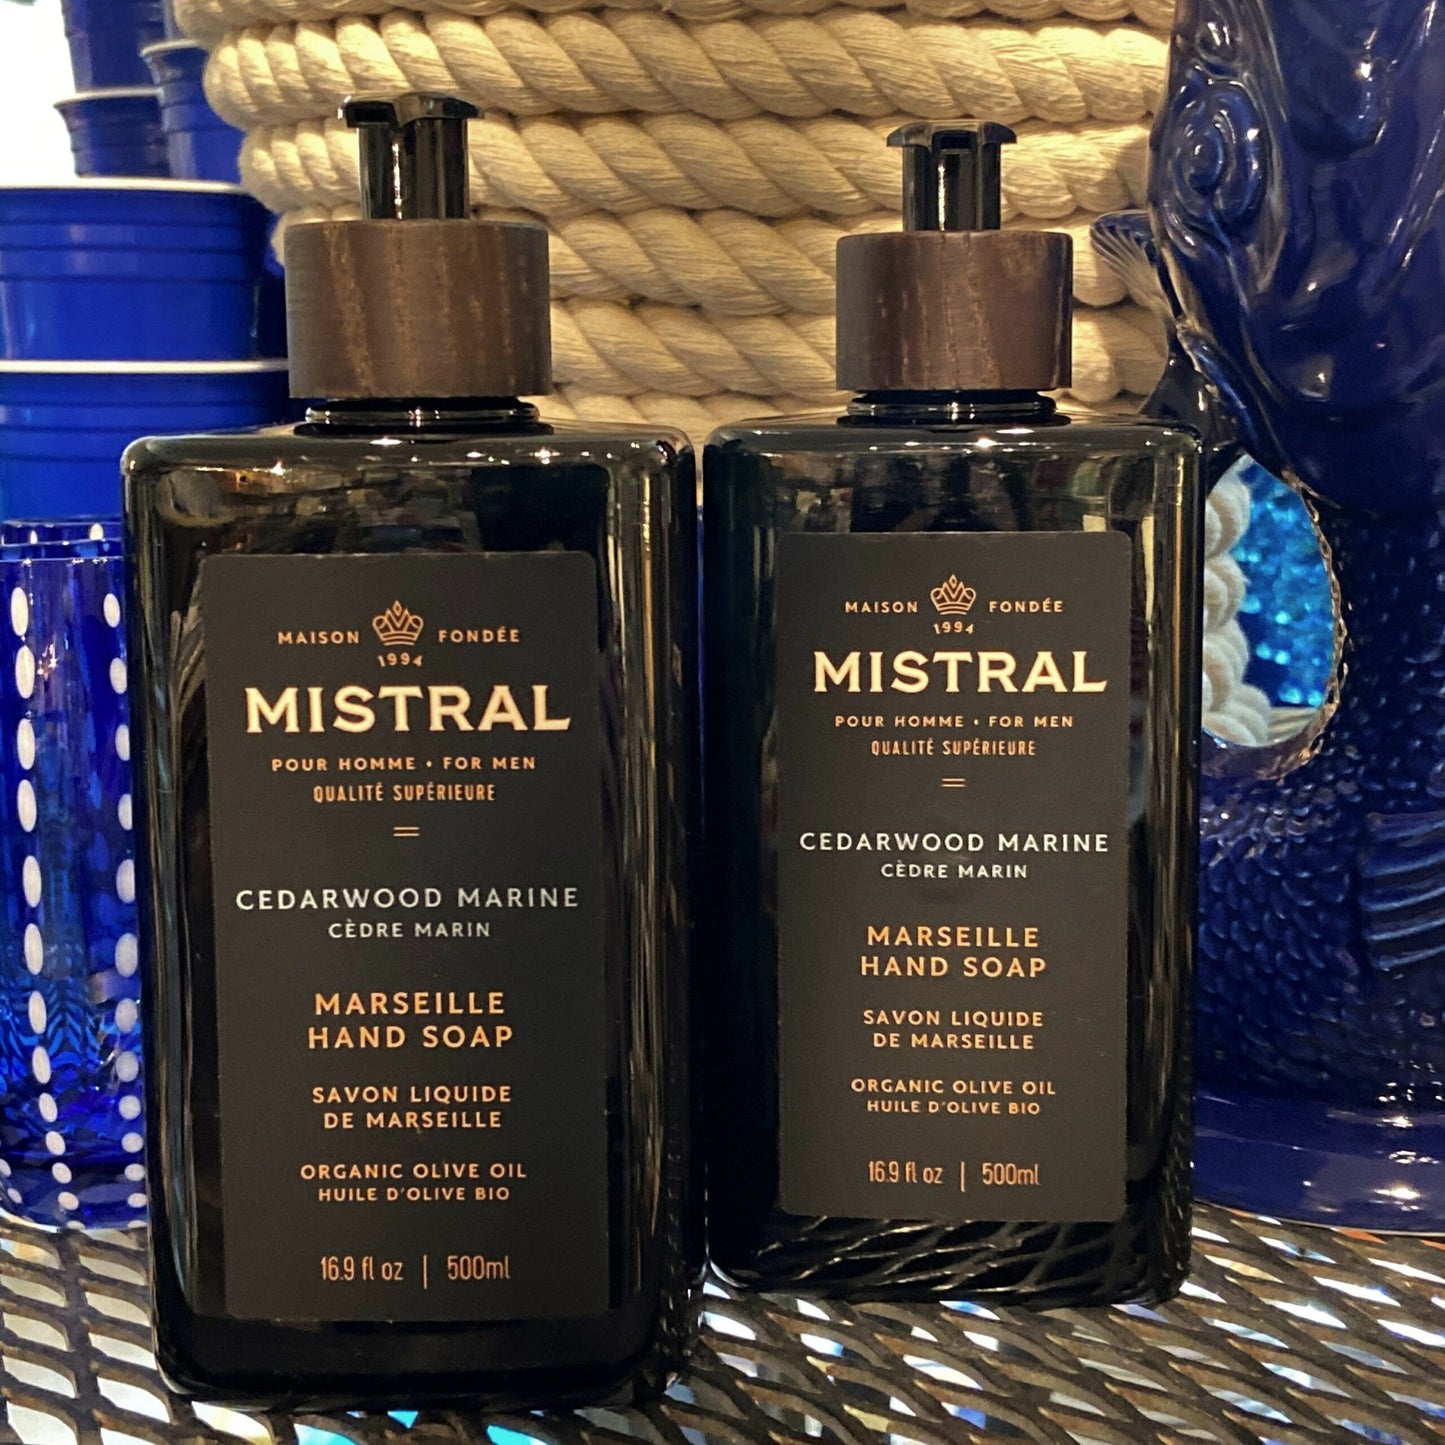 MAISON FONDÉE
1994
MISTRAL
POUR HOMME • FOR MEN
QUALITÉ SUPÉRIEURE
CEDARWOOD MARINE
CÈDRE MARIN
MARSEILLE
HAND SOAP
SAVON LIQUIDE
DE MARSEILLE
ORGANIC OLIVE OIL
HUILE D'OLIVE BIO
16.9 fl oz | 500ml
MAISON FONDÉE
1994
MISTRAL
POUR HOMME • FOR MEN
QUALITÉ SUPÉRIEURE
CEDARWOOD MARINE
CÈDRE MARIN
MARSEILLE
HAND SOAP
SAVON LIQUIDE
DE MARSEILLE
ORGANIC OLIVE OIL
HUILE D'OLIVE BIO
16.9 fl oz | 500ml